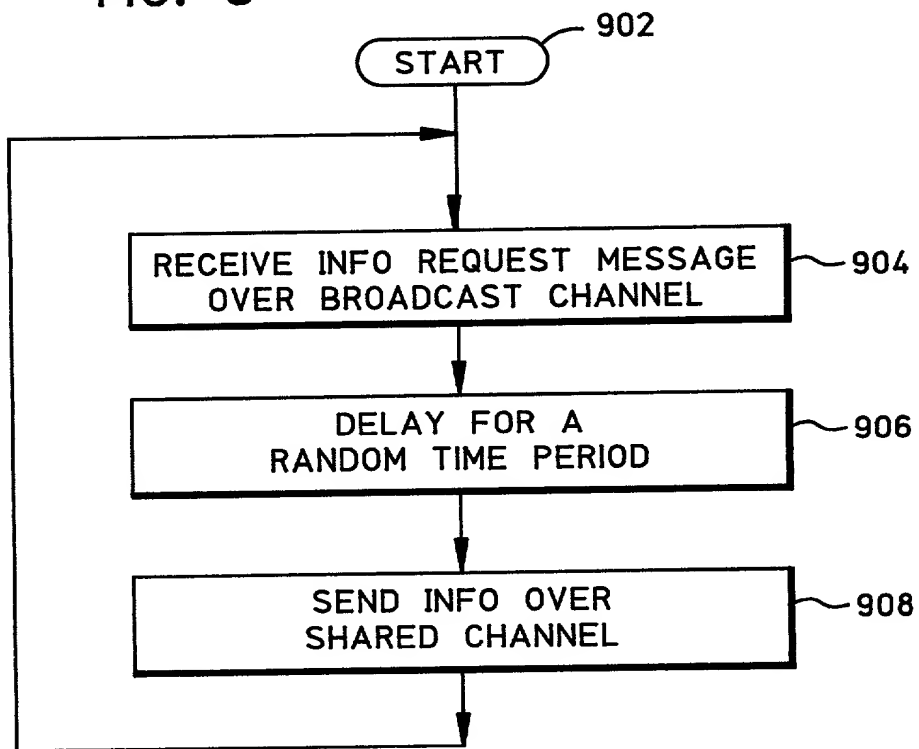 902
START
RECEIVE INFO REQUEST MESSAGE
OVER BROADCAST CHANNEL
904
DELAY FOR A
RANDOM TIME PERIOD
906
SEND INFO OVER
SHARED CHANNEL
908